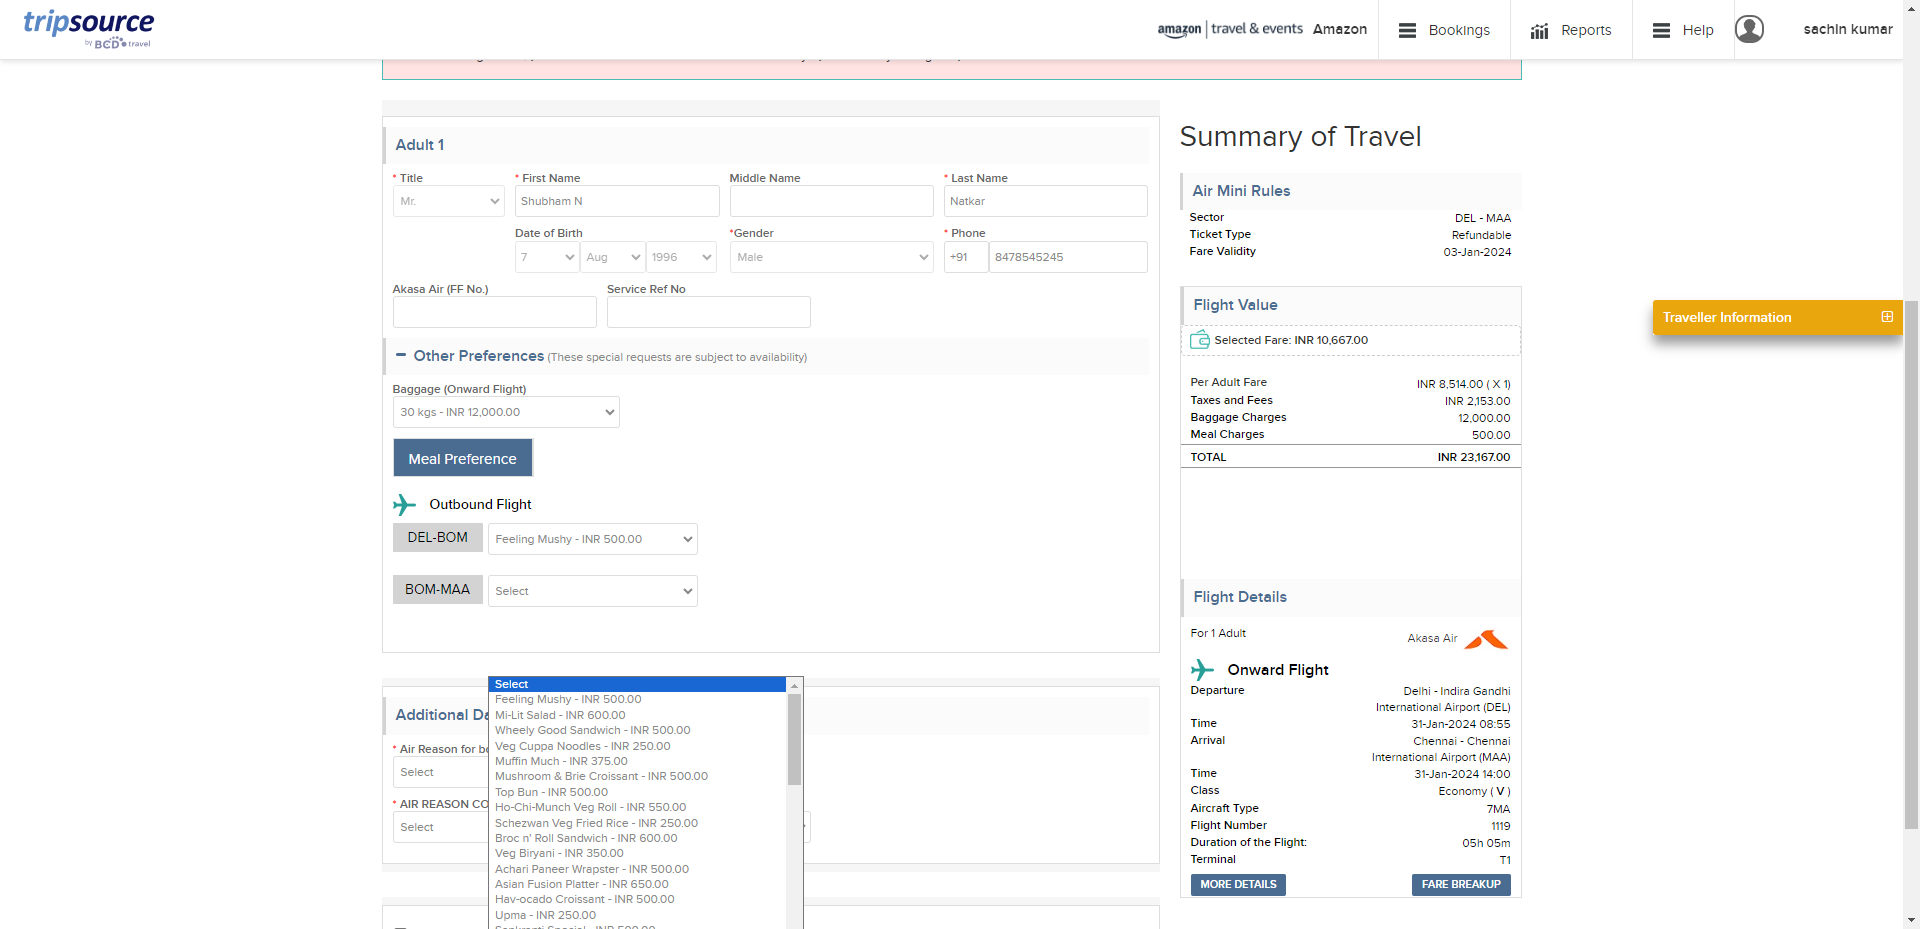 tripsource
by BCD travel
amazon | travel & events Amazon
Bookings
Reports
Help
sachin kumar
Adult 1
* Title
* First Name
Middle Name
* Last Name
Mr.
Shubham N
Natkar
Date of Birth
*Gender
* Phone
7
Aug
1996
Male
+91
8478545245
Akasa Air (FF No.)
Service Ref No
Other Preferences (These special requests are subject to availability)
Baggage (Onward Flight)
30 kgs - INR 12,000.00
Meal Preference
Outbound Flight
DEL-BOM
Feeling Mushy - INR 500.00
BOM-MAA
Select
Additional Da
* Air Reason for b
Select
* AIR REASON CO
Select
Select
Feeling Mushy - INR 500.00
Mi-Lit Salad - INR 600.00
Wheely Good Sandwich - INR 500.00
Veg Cuppa Noodles - INR 250.00
Muffin Much - INR 375.00
Mushroom & Brie Croissant - INR 500.00
Top Bun - INR 500.00
Ho-Chi-Munch Veg Roll - INR 550.00
Schezwan Veg Fried Rice - INR 250.00
Broc n' Roll Sandwich - INR 600.00
Veg Biryani - INR 350.00
Achari Paneer Wrapster - INR 500.00
Asian Fusion Platter - INR 650.00
Hav-ocado Croissant - INR 500.00
Upma - INR 250.00
Summary of Travel
Air Mini Rules
Sector DEL - MAA
Ticket Type Refundable
Fare Validity 03-Jan-2024
Flight Value
Selected Fare: INR 10,667.00
Per Adult Fare INR 8,514.00 ( X 1)
Taxes and Fees INR 2,153.00
Baggage Charges 12,000.00
Meal Charges 500.00
TOTAL INR 23,167.00
Flight Details
For 1 Adult Akasa Air
Onward Flight
Departure Delhi - Indira Gandhi
International Airport (DEL)
Time 31-Jan-2024 08:55
Arrival Chennai - Chennai
International Airport (MAA)
Time 31-Jan-2024 14:00
Class Economy ( V )
Aircraft Type 7MA
Flight Number 1119
Duration of the Flight: 05h 05m
Terminal T1
MORE DETAILS
FARE BREAKUP
Traveller Information